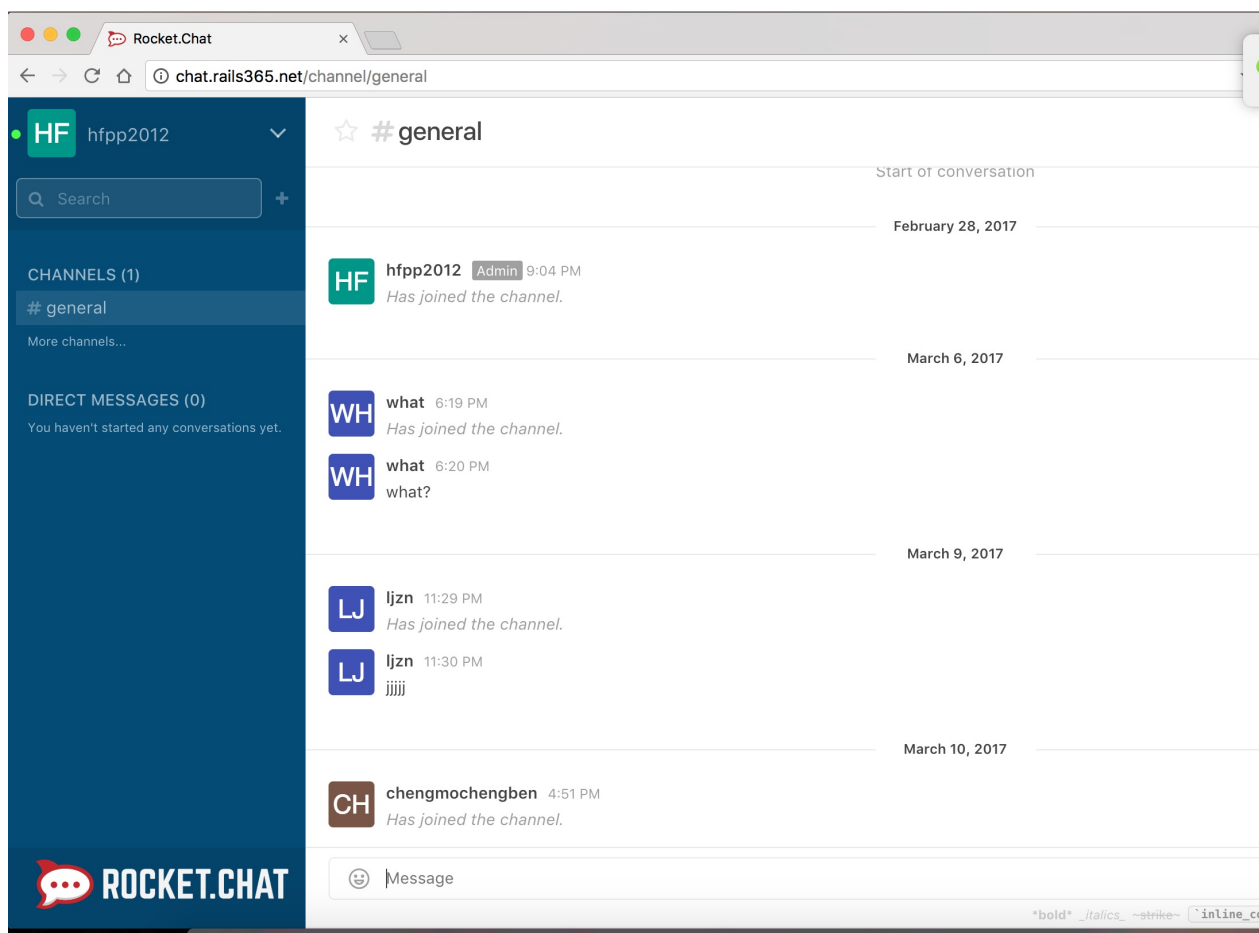 Rocket.Chat
chat.rails365.net/channel/general
HF hfpp2012
Search
CHANNELS (1)
# general
More channels...
DIRECT MESSAGES (0)
You haven't started any conversations yet.
ROCKET.CHAT
#general
Start of conversation
February 28, 2017
HF
hfpp2012 Admin 9:04 PM
Has joined the channel.
March 6, 2017
WH
what 6:19 PM
Has joined the channel.
WH
what 6:20 PM
what?
March 9, 2017
LJ
ljzn 11:29 PM
Has joined the channel.
LJ
ljzn 11:30 PM
jjjjj
March 10, 2017
CH
chengmochengben 4:51 PM
Has joined the channel.
Message
*bold* _italics_ ~strike~ `inline_co